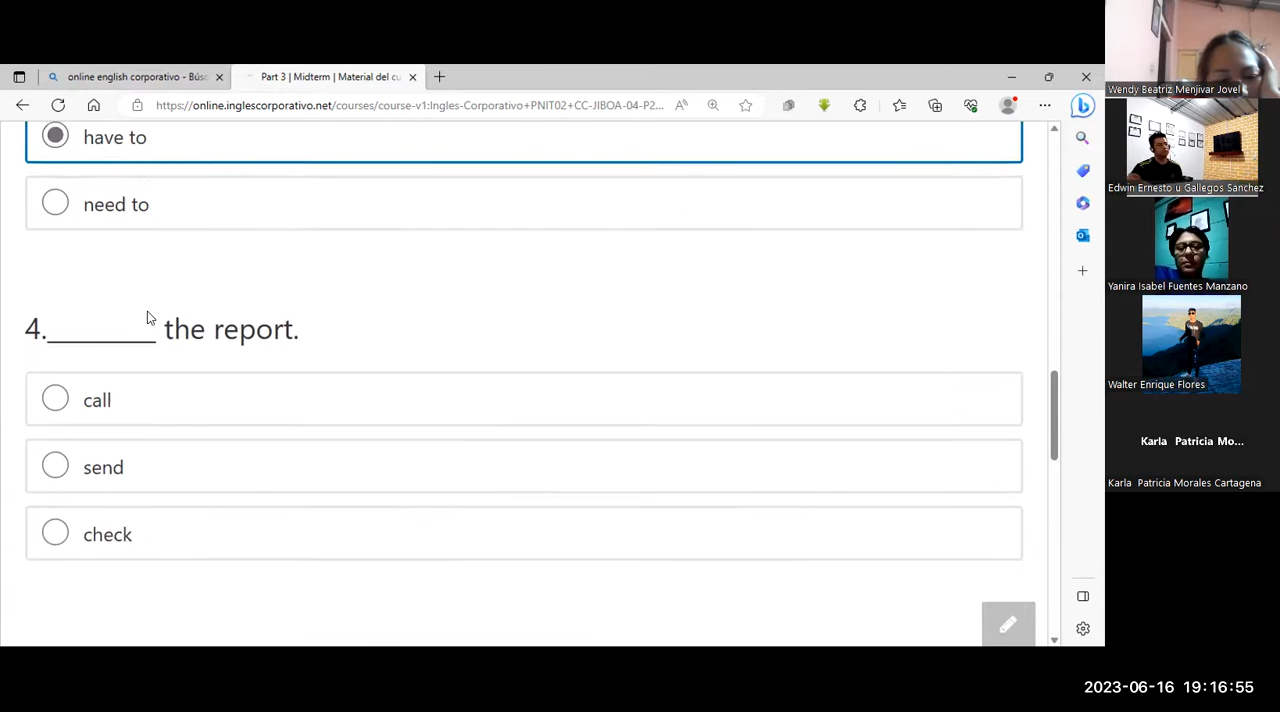 online english corporativo - Bús
Part 3 | Midterm | Material del cu
https://online.inglescorporativo.net/courses/course-v1:Ingles-Corporativo+PNIT02+CC-JIBOA-04-P2...
have to
need to
4.________ the report.
call
send
check
Wendy Beatriz Menjivar Jovel
Edwin Ernesto u Gallegos Sanchez
Yanira Isabel Fuentes Manzano
Walter Enrique Flores
Karla Patricia Mo...
Karla Patricia Morales Cartagena
2023-06-16 19:16:55